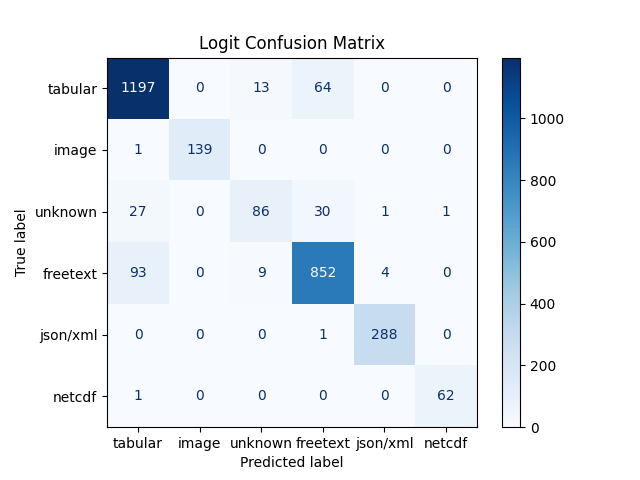 Logit Confusion Matrix
tabular 1197 0 13 64 0 0
image 1 139 0 0 0 0
unknown 27 0 86 30 1 1
freetext 93 0 9 852 4 0
json/xml 0 0 0 1 288 0
netcdf 1 0 0 0 0 62
tabular image unknown freetext json/xml netcdf
Predicted label
True label
1000
800
600
400
200
0